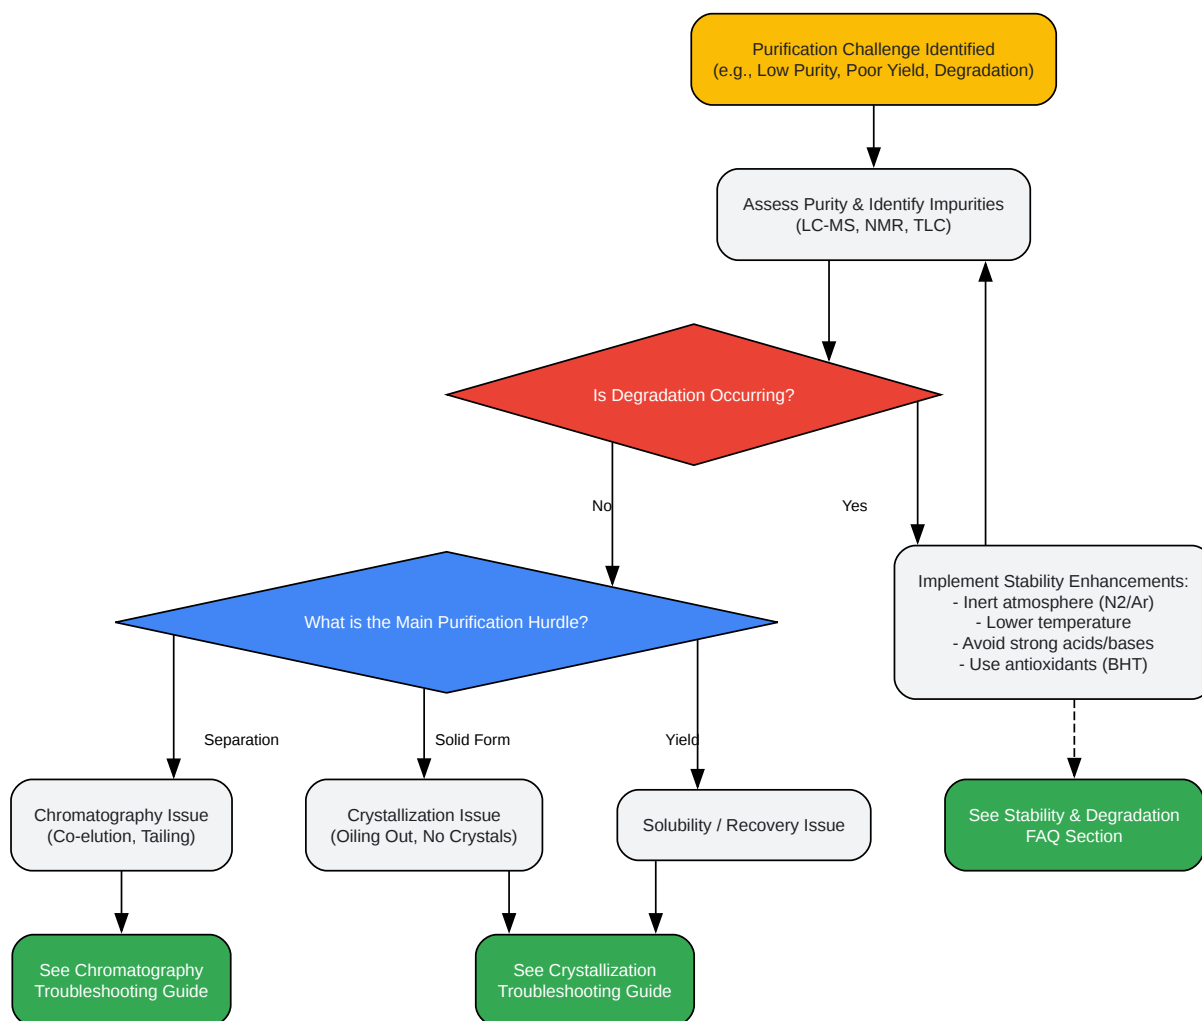 Purification Challenge Identified
(e.g., Low Purity, Poor Yield, Degradation)
Assess Purity & Identify Impurities
(LC-MS, NMR, TLC)
Is Degradation Occurring?
No
Yes
Implement Stability Enhancements:
- Inert atmosphere (N2/Ar)
- Lower temperature
- Avoid strong acids/bases
- Use antioxidants (BHT)
What is the Main Purification Hurdle?
Separation
Solid Form
Yield
Chromatography Issue
(Co-elution, Tailing)
Crystallization Issue
(Oiling Out, No Crystals)
Solubility / Recovery Issue
See Stability & Degradation
FAQ Section
See Chromatography
Troubleshooting Guide
See Crystallization
Troubleshooting Guide